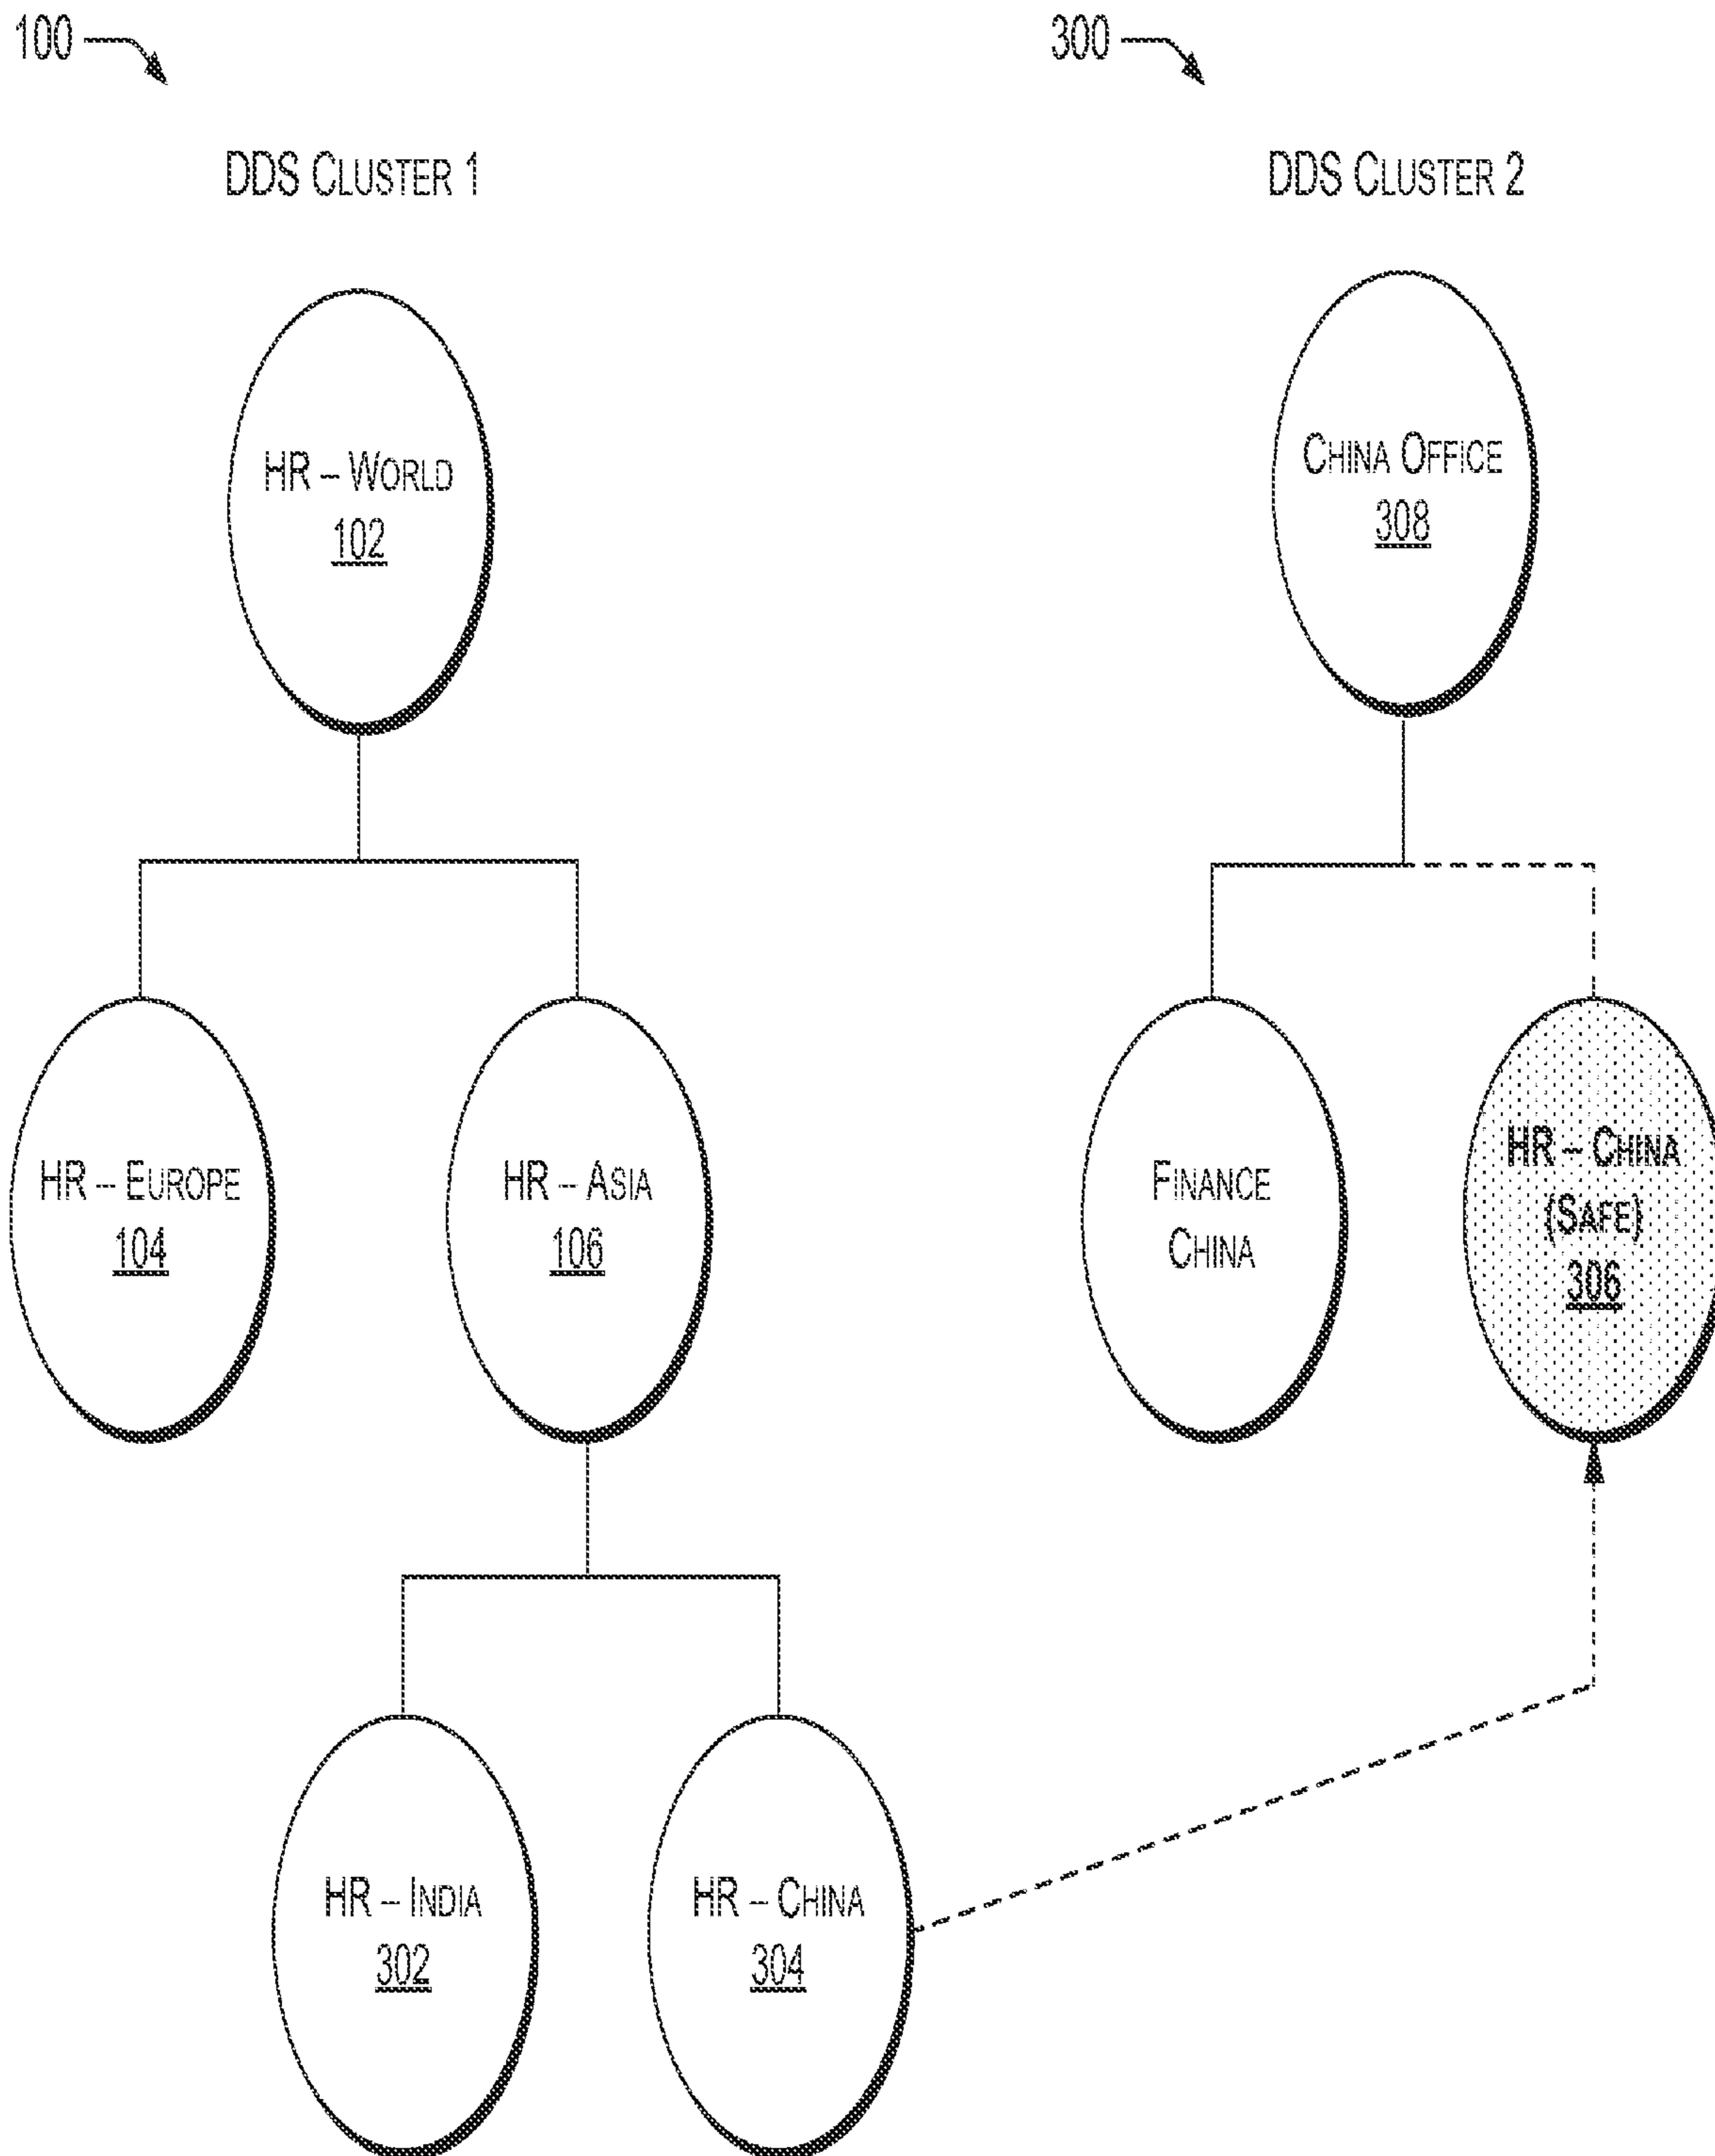 100
300
DDS CLUSTER 1
DDS CLUSTER 2
HR – WORLD
102
CHINA OFFICE
308
HR – EUROPE
104
HR – ASIA
106
FINANCE
CHINA
HR – CHINA
(SAFE)
306
HR – INDIA
302
HR – CHINA
304